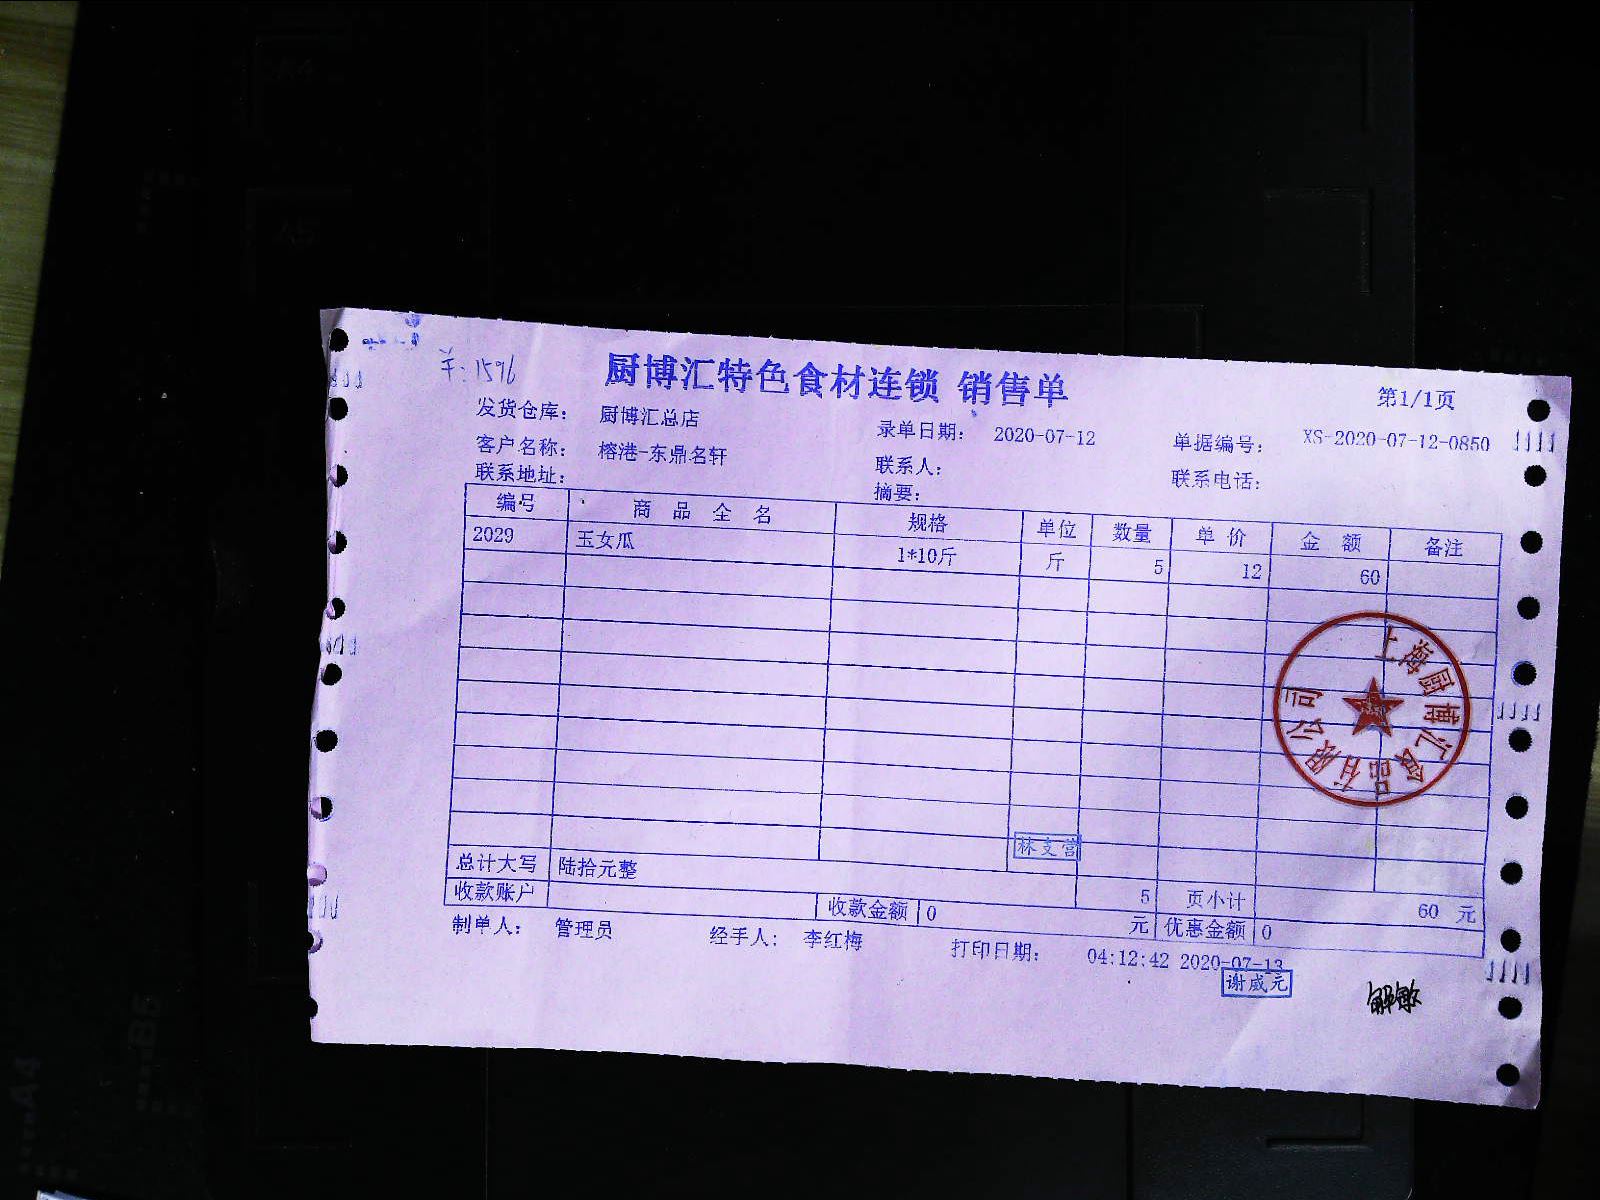 羊:1596
厨博汇特色食材连锁 销售单
第1/1页
发货仓库: 厨博汇总店
录单日期: 2020-07-12
单据编号: XS-2020-07-12-0850
客户名称: 榕港-东鼎名轩
联系人:
联系电话:
联系地址:
摘要:
编号 商品全名 规格 单位 数量 单价 金额 备注
2029 玉女瓜 1*10斤 斤 5 12 60
上海厨博汇食品有限公司
林支营
总计大写 陆拾元整 5 页小计 60 元
收款账户 收款金额 0 元 优惠金额 0
制单人: 管理员 经手人: 李红梅 打印日期: 04:12:42 2020-07-13
谢威元
解敏
A4
A5
B5
A4